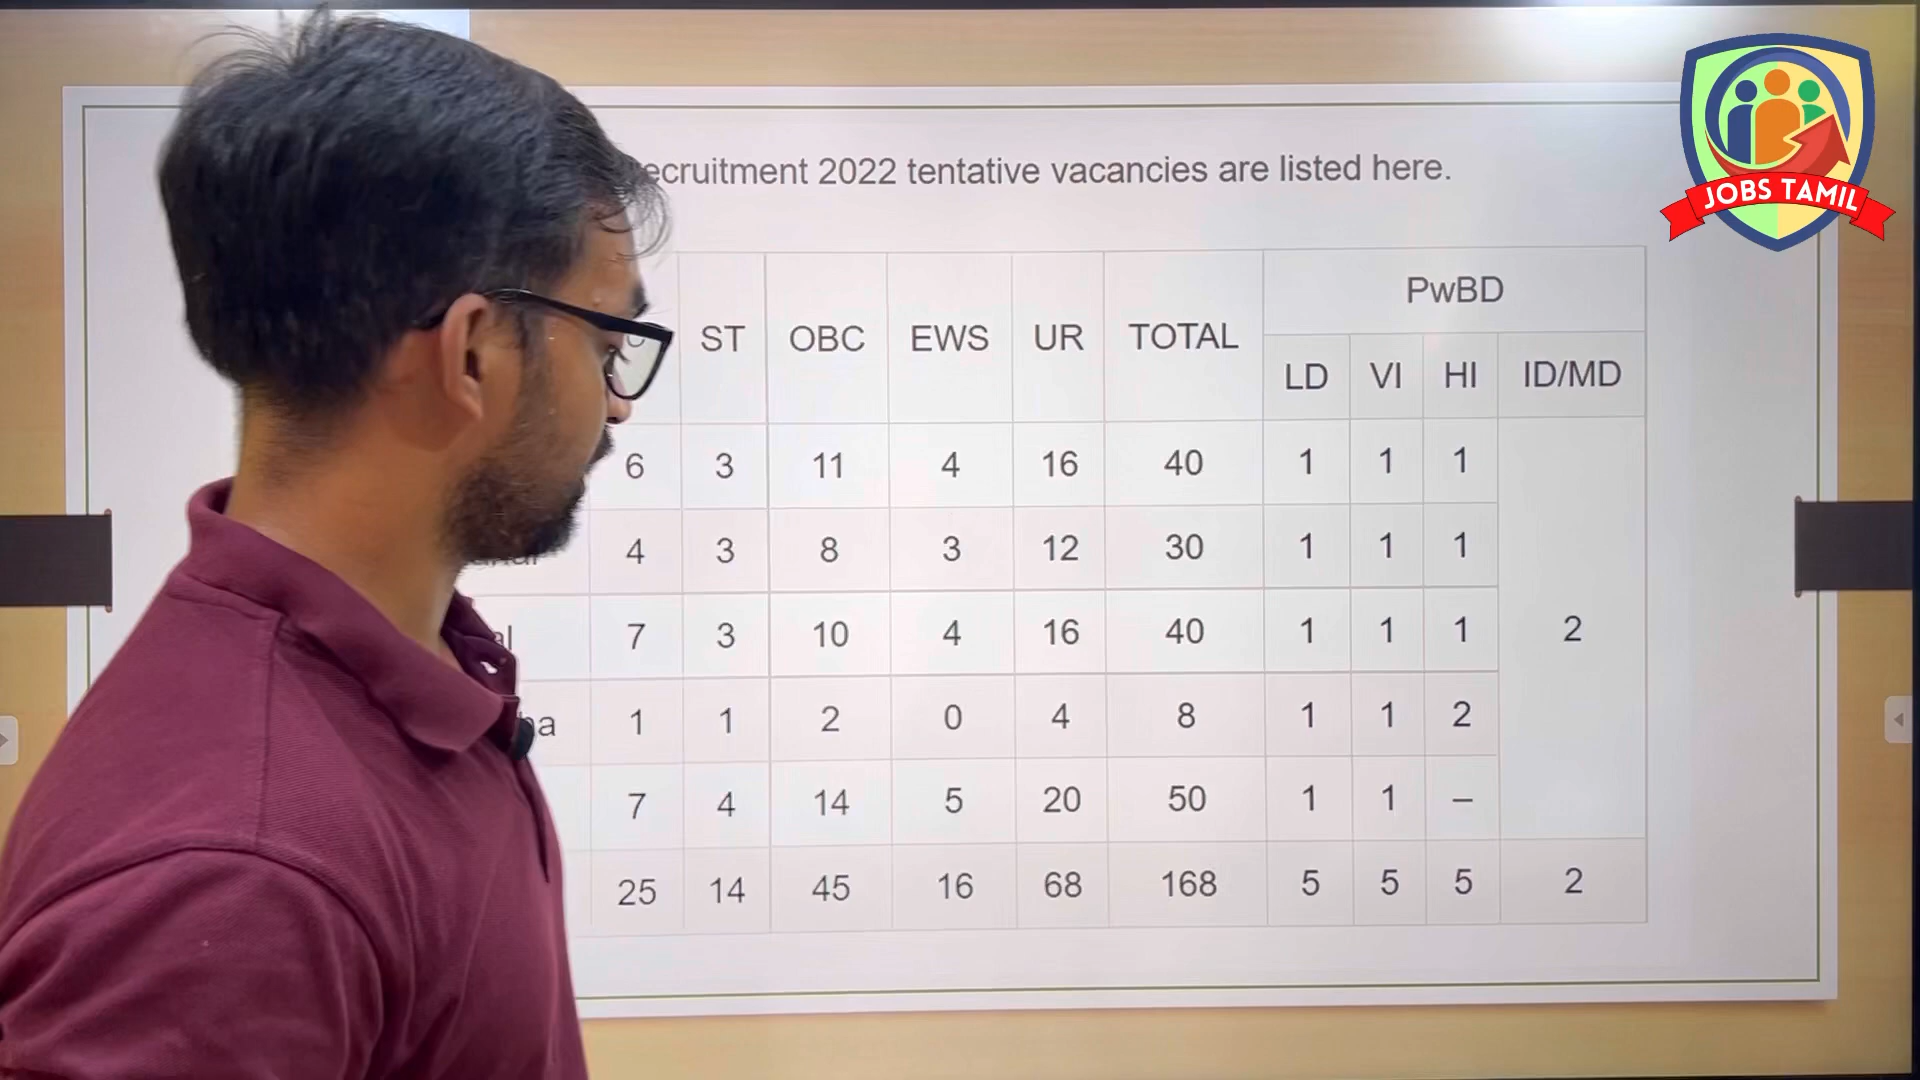 recruitment 2022 tentative vacancies are listed here.
JOBS TAMIL
PwBD
ST OBC EWS UR TOTAL
LD VI HI ID/MD
6 3 11 4 16 40 1 1 1
4 3 8 3 12 30 1 1 1
7 3 10 4 16 40 1 1 1 2
1 1 2 0 4 8 1 1 2
7 4 14 5 20 50 1 1 –
25 14 45 16 68 168 5 5 5 2